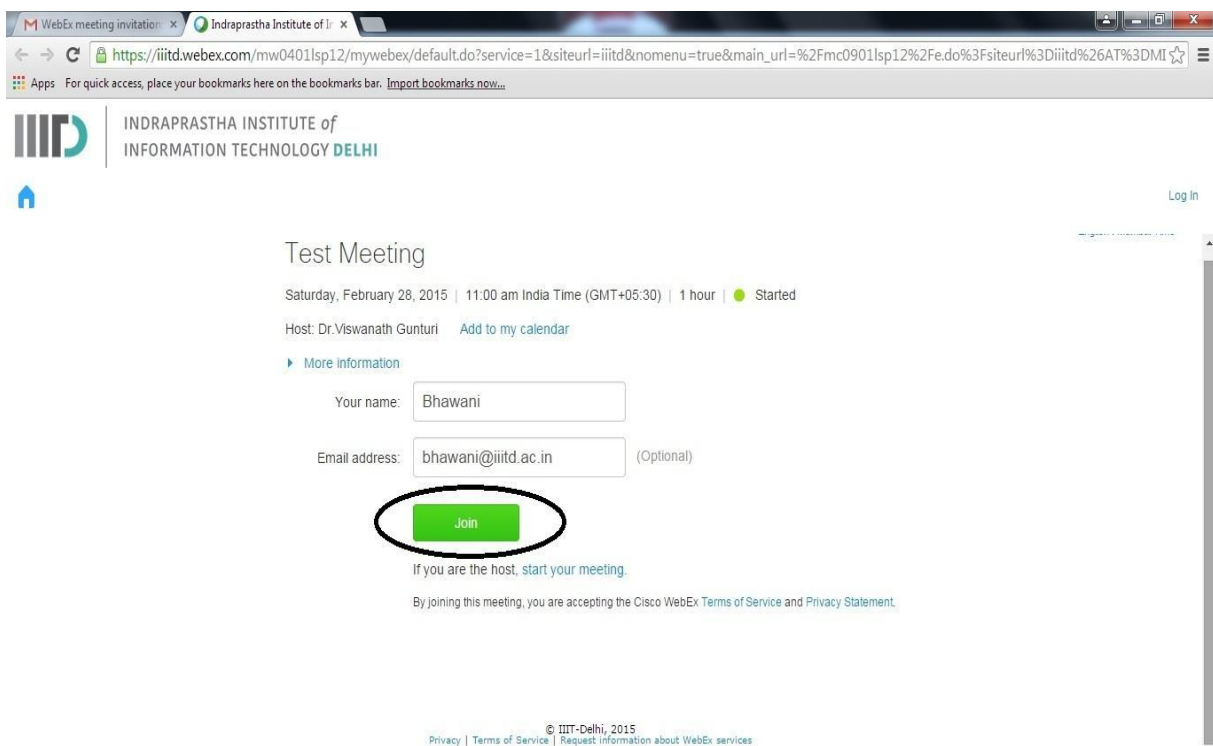 WebEx meeting invitation
Indraprastha Institute of Ir
https://iiitd.webex.com/mw0401lsp12/mywebex/default.do?service=1&siteurl=iiitd&nomenu=true&main_url=%2Fmc0901lsp12%2Fe.do%3Fsiteurl%3Diiitd%26AT%3DMI
Apps For quick access, place your bookmarks here on the bookmarks bar. Import bookmarks now...
IIITD
INDRAPRASTHA INSTITUTE of
INFORMATION TECHNOLOGY DELHI
Log In
Test Meeting
Saturday, February 28, 2015 | 11:00 am India Time (GMT+05:30) | 1 hour | Started
Host: Dr.Viswanath Gunturi Add to my calendar
More information
Your name: Bhawani
Email address: bhawani@iiitd.ac.in (Optional)
Join
If you are the host, start your meeting.
By joining this meeting, you are accepting the Cisco WebEx Terms of Service and Privacy Statement.
© IIIT-Delhi, 2015
Privacy | Terms of Service | Request information about WebEx services